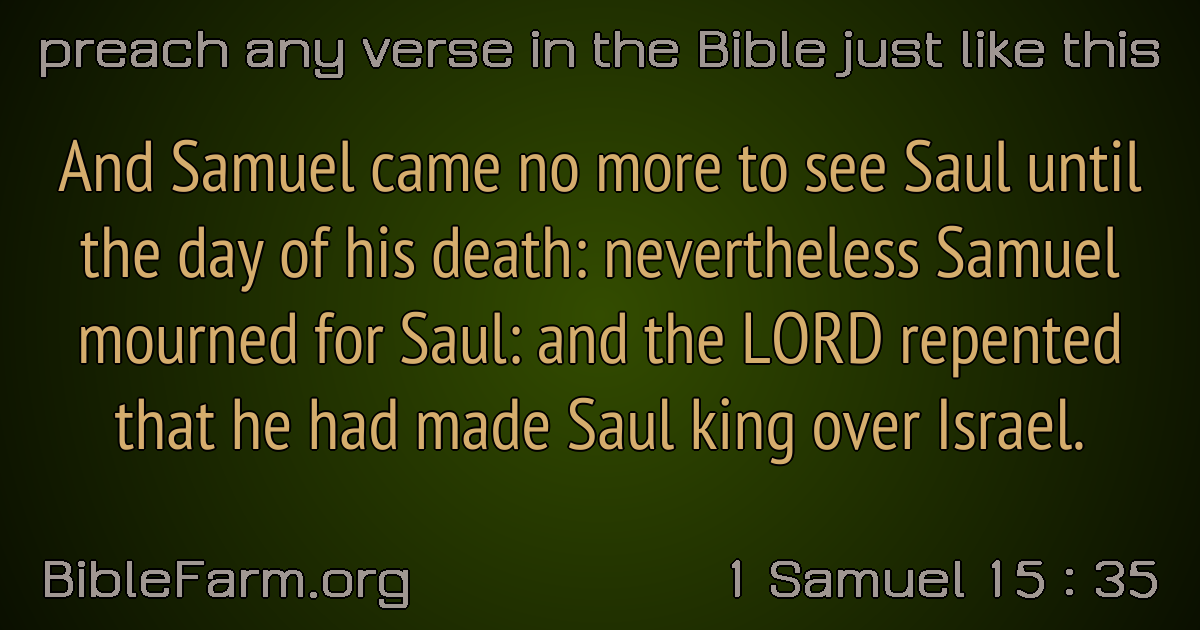 preach any verse in the Bible just like this
And Samuel came no more to see Saul until
the day of his death: nevertheless Samuel
mourned for Saul: and the LORD repented
that he had made Saul king over Israel.
BibleFarm.org
1 Samuel 15 : 35